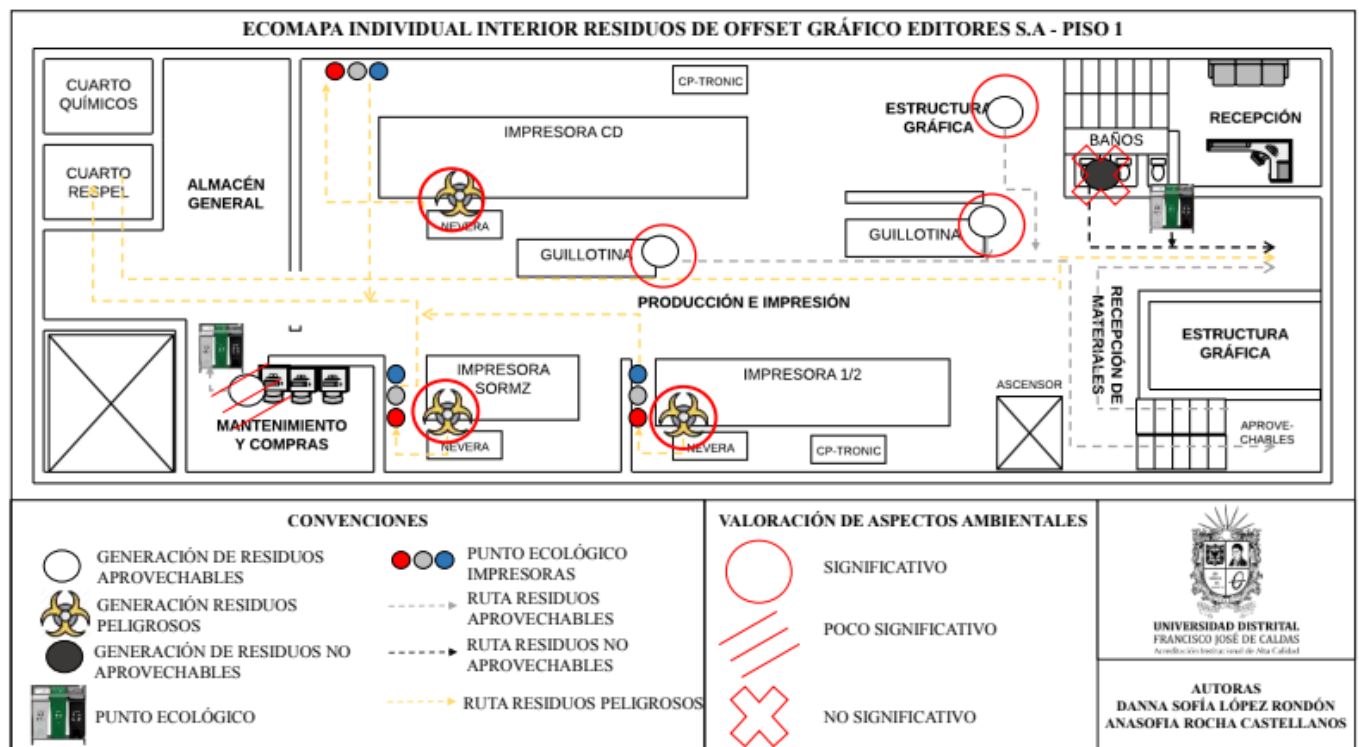 ECOMAPA INDIVIDUAL INTERIOR RESIDUOS DE OFFSET GRÁFICO EDITORES S.A - PISO 1
CUARTO
QUÍMICOS
CUARTO
RESPEL
ALMACÉN
GENERAL
CP-TRONIC
IMPRESORA CD
NEVERA
GUILLOTINA
ESTRUCTURA
GRÁFICA
GUILLOTINA
BAÑOS
RECEPCIÓN
PRODUCCIÓN E IMPRESIÓN
RECEPCIÓN DE
MATERIALES
ESTRUCTURA
GRÁFICA
MANTENIMIENTO
Y COMPRAS
IMPRESORA
SORMZ
NEVERA
IMPRESORA 1/2
NEVERA
CP-TRONIC
ASCENSOR
APROVE-
CHABLES
CONVENCIONES
GENERACIÓN DE RESIDUOS
APROVECHABLES
GENERACIÓN RESIDUOS
PELIGROSOS
GENERACIÓN DE RESIDUOS NO
APROVECHABLES
PUNTO ECOLÓGICO
PUNTO ECOLÓGICO
IMPRESORAS
RUTA RESIDUOS
APROVECHABLES
RUTA RESIDUOS NO
APROVECHABLES
RUTA RESIDUOS PELIGROSOS
VALORACIÓN DE ASPECTOS AMBIENTALES
SIGNIFICATIVO
POCO SIGNIFICATIVO
NO SIGNIFICATIVO
UNIVERSIDAD DISTRITAL
FRANCISCO JOSÉ DE CALDAS
Acreditación Institucional de Alta Calidad
AUTORAS
DANNA SOFÍA LÓPEZ RONDÓN
ANASOFIA ROCHA CASTELLANOS